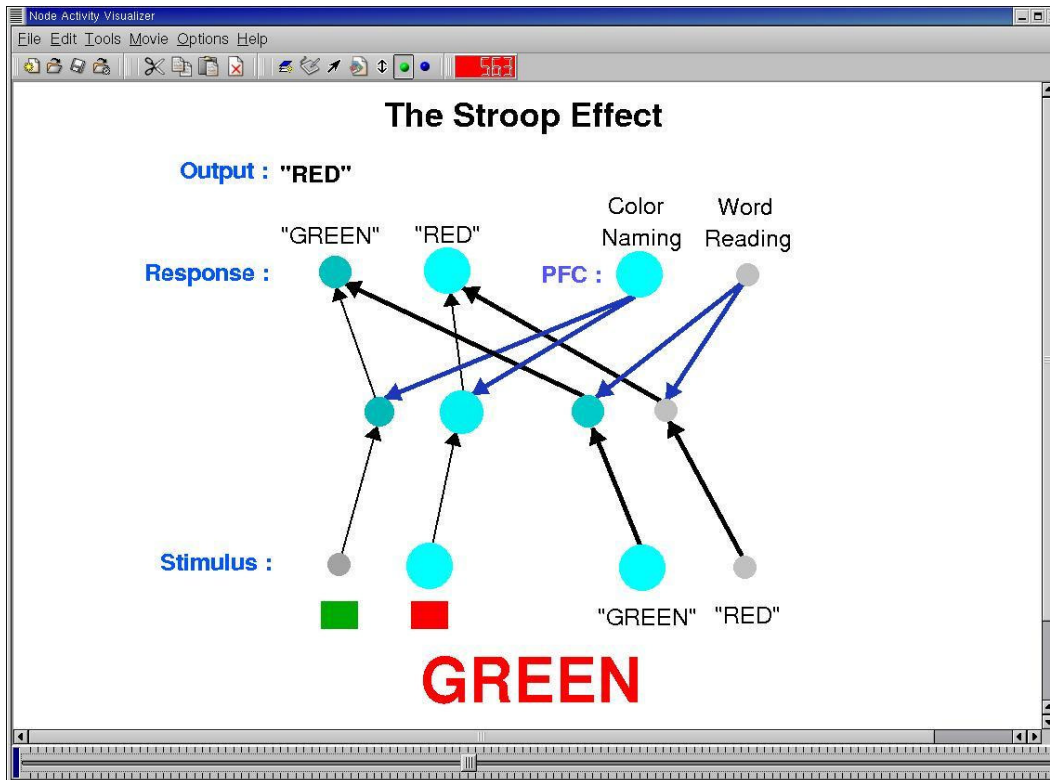 Node Activity Visualizer
File Edit Tools Movie Options Help
563
The Stroop Effect
Output : "RED"
Color Word
"GREEN" "RED" Naming Reading
Response : PFC :
Stimulus :
"GREEN" "RED"
GREEN